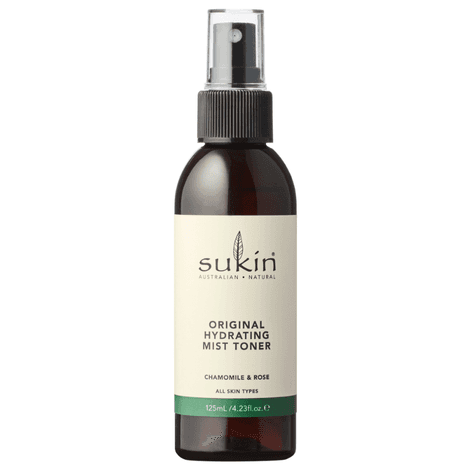 sukin
AUSTRALIAN • NATURAL
ORIGINAL
HYDRATING
MIST TONER
CHAMOMILE & ROSE
ALL SKIN TYPES
125mL/4.23fl.oz.℮